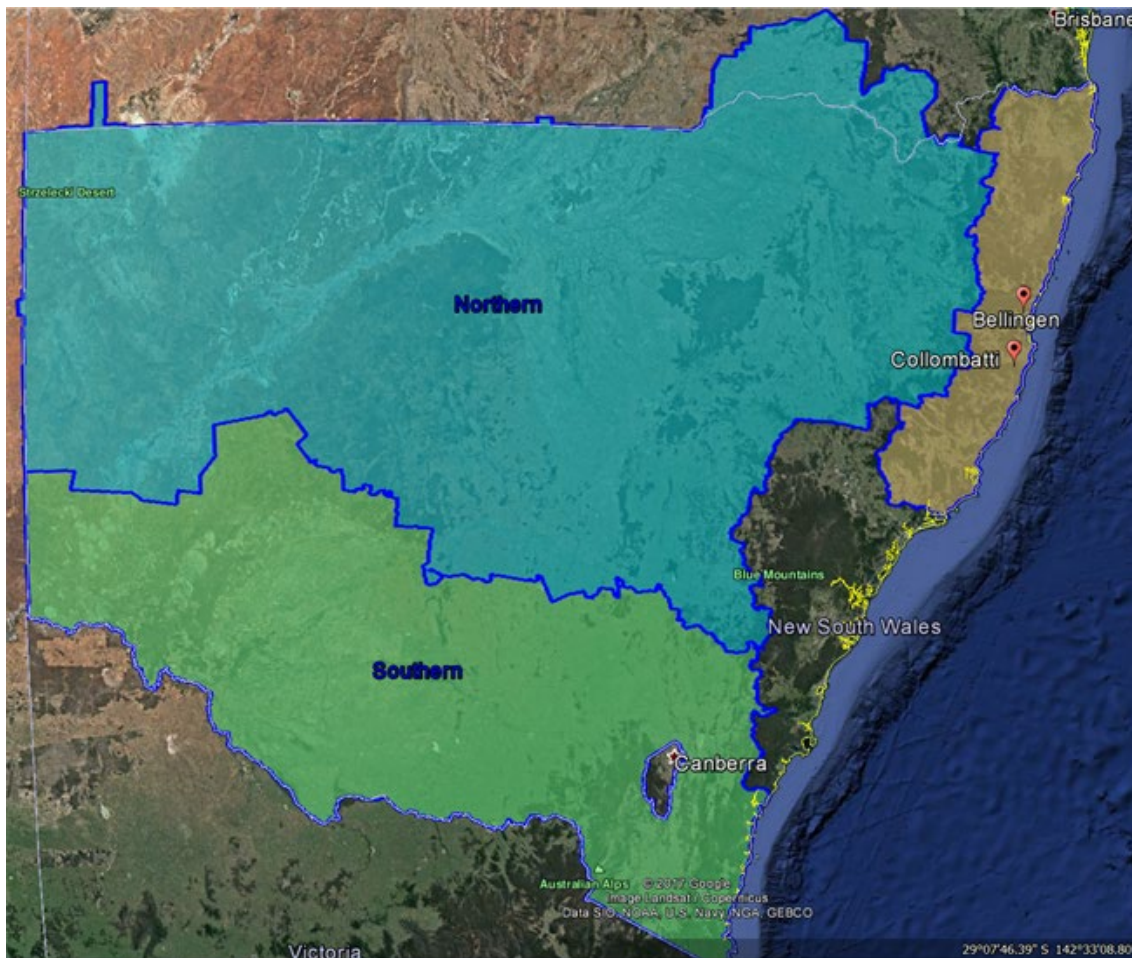 Brisbane
Strzelecki Desert
Northern
Bellingen
Collombatti
Blue Mountains
New South Wales
Southern
Canberra
Australian Alps © 2017 Google
Image Landsat / Copernicus
Data SIO, NOAA, U.S. Navy, NGA, GEBCO
Victoria
29°07'46.39" S 142°33'08.80